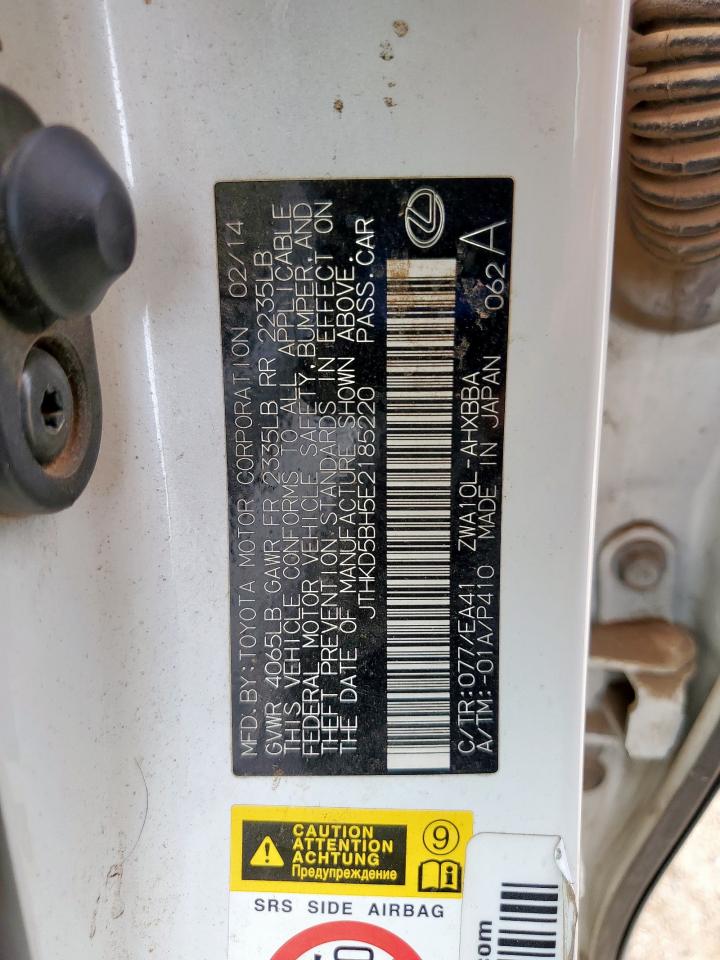 MFD.BY:TOYOTA MOTOR CORPORATION 02/14
GVWR 4065LB GAWR FR 2335LB RR 2235LB
THIS VEHICLE CONFORMS TO ALL APPLICABLE
FEDERAL MOTOR VEHICLE SAFETY,BUMPER,AND
THEFT PREVENTION STANDARDS IN EFFECT ON
THE DATE OF MANUFACTURE SHOWN ABOVE.
JTHKD5BH5E2185220 PASS.CAR
C/TR:077/EA41 ZWA10L-AHXBBA
A/TM:-01A/P410 MADE IN JAPAN 062 A
CAUTION
ATTENTION
ACHTUNG
Предупреждение
9
SRS SIDE AIRBAG
.com